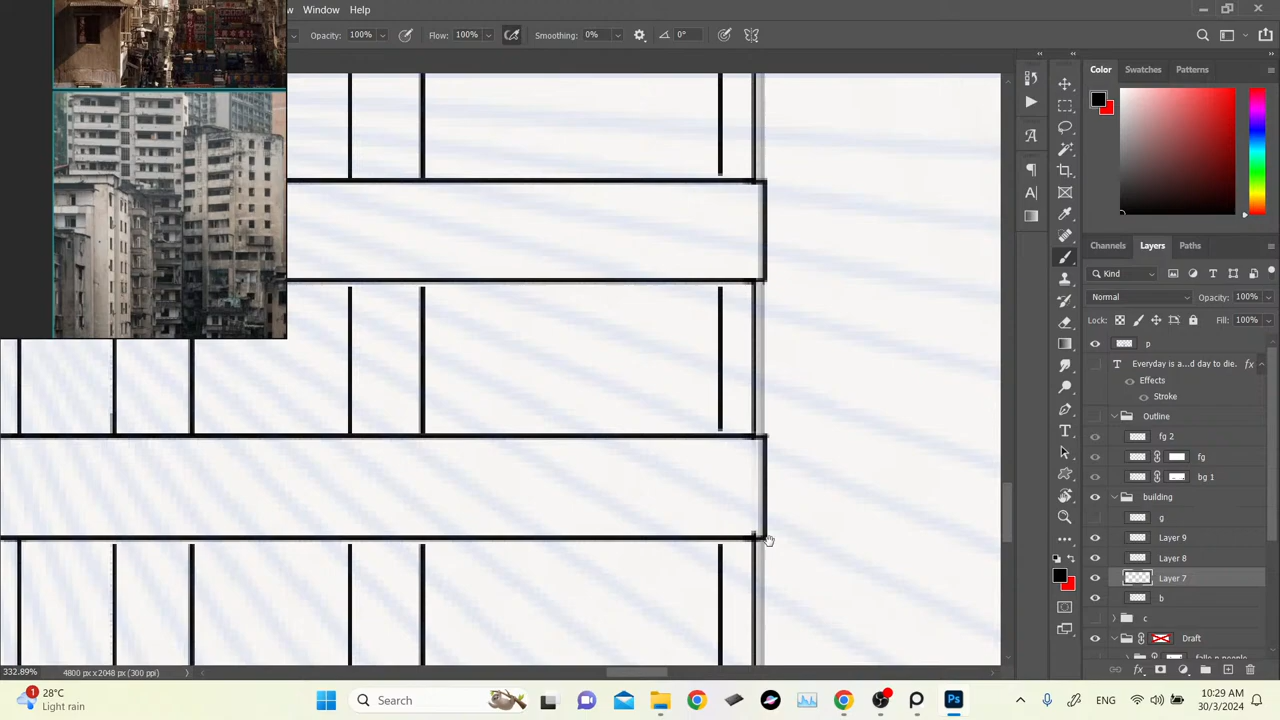 w Window Help
Opacity: 100% Flow: 100% Smoothing: 0% 0°
Color Swatches Patterns
Channels Layers Paths
Kind
Normal Opacity: 100%
Lock: Fill: 100%
p
T Everyday is a...d day to die. fx
Effects
Stroke
Outline
fg 2
fg
bg 1
building
g
Layer 9
Layer 8
Layer 7
b
c
Draft
332.89% 4800 px x 2048 px (300 ppi)
1 28°C
Light rain
Search
Ps
ENG
10:29 AM
30/3/2024